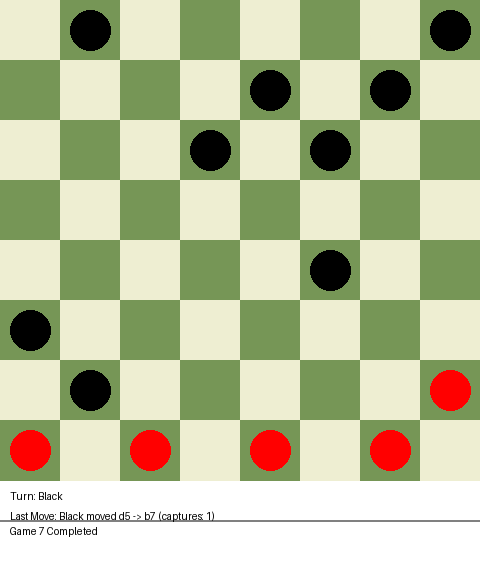 Turn: Black
Last Move: Black moved d5 -> b7 (captures: 1)
Game 7 Completed